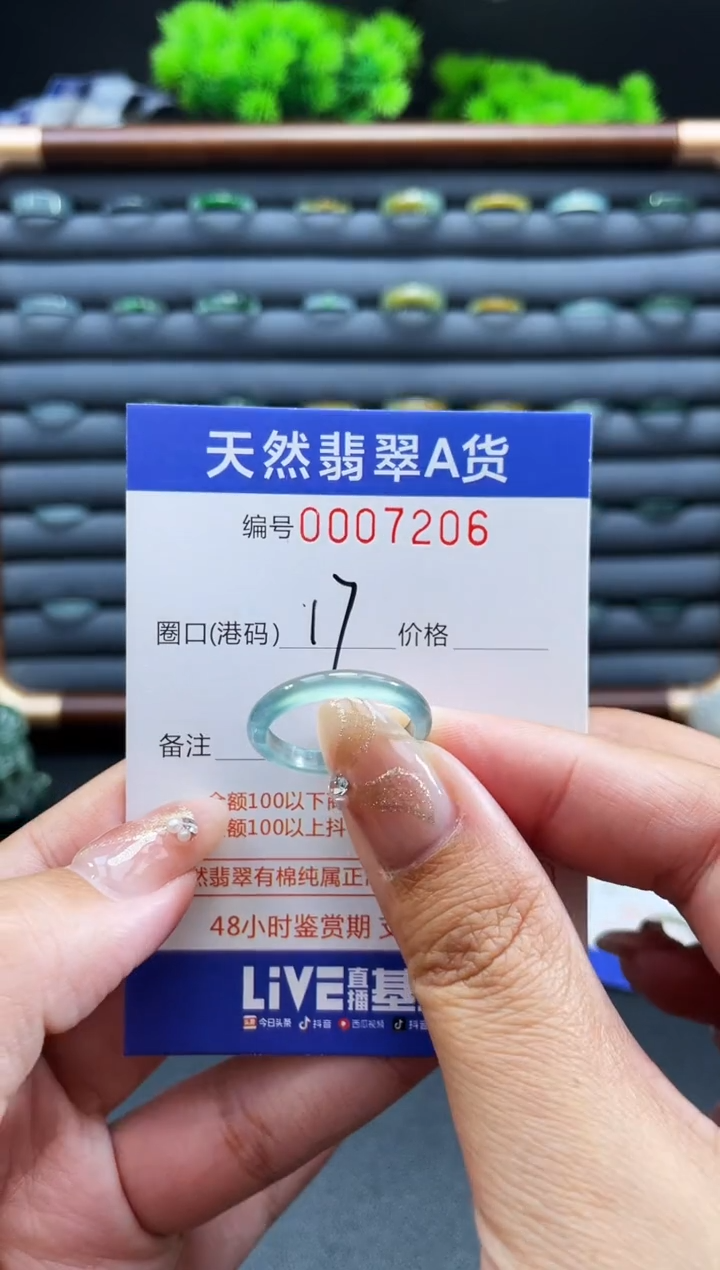 天然翡翠A货
编号0007206
圈口(港码) 17 价格
备注
额100以下
额100以上抖
然翡翠有棉纯属正
48小时鉴赏期
LiVE直播基
今日头条 抖音 西瓜视频 抖音